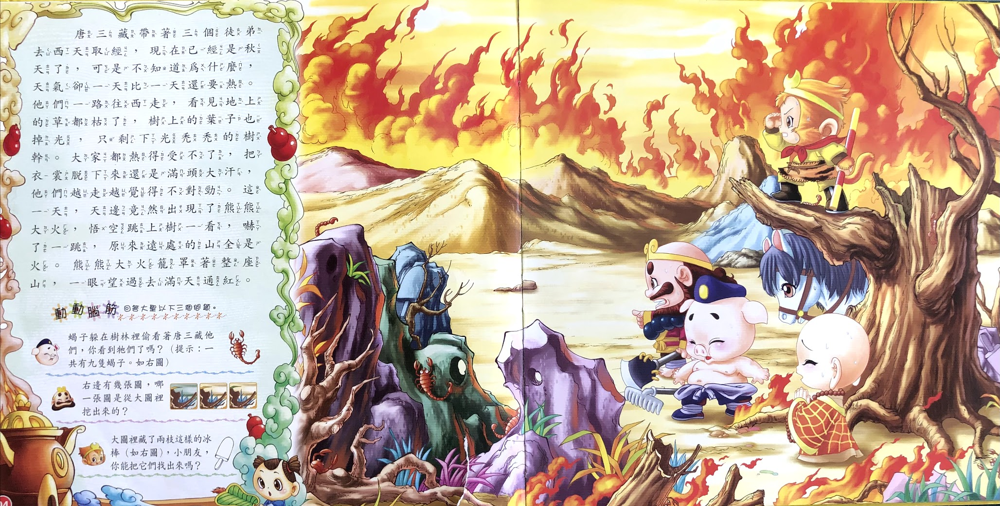 唐三藏帶著三個徒弟
去西天取經，現在已經是秋
天了，可是不知道爲什麼，
天氣卻一天比一天還要熱。
他們一路往西走，看見地上
的草都枯了，樹上的葉子也
掉光，只剩下光禿禿的樹
幹。大家都熱得受不了，把
衣裳脫下來還是滿頭大汗，
他們越走越覺得不對勁。這
一天，天邊竟然出現了熊熊
大火，悟空跳上樹一看，嚇
了一跳，原來遠處的山全是
火。熊熊大火籠罩著整座
山，一眼望過去滿天通紅。
動動腦筋 回答大聖以下三個問題。
蝎子躲在樹林裡偷看著唐三藏他
們，你看到牠們了嗎？（提示：一
共有九隻蝎子。如右圖）
右邊有幾張圖，哪
一張圖是從大圖裡
挖出來的？
大圖裡藏了兩枝這樣的冰
棒（如右圖），小朋友，
你能把它們找出來嗎？